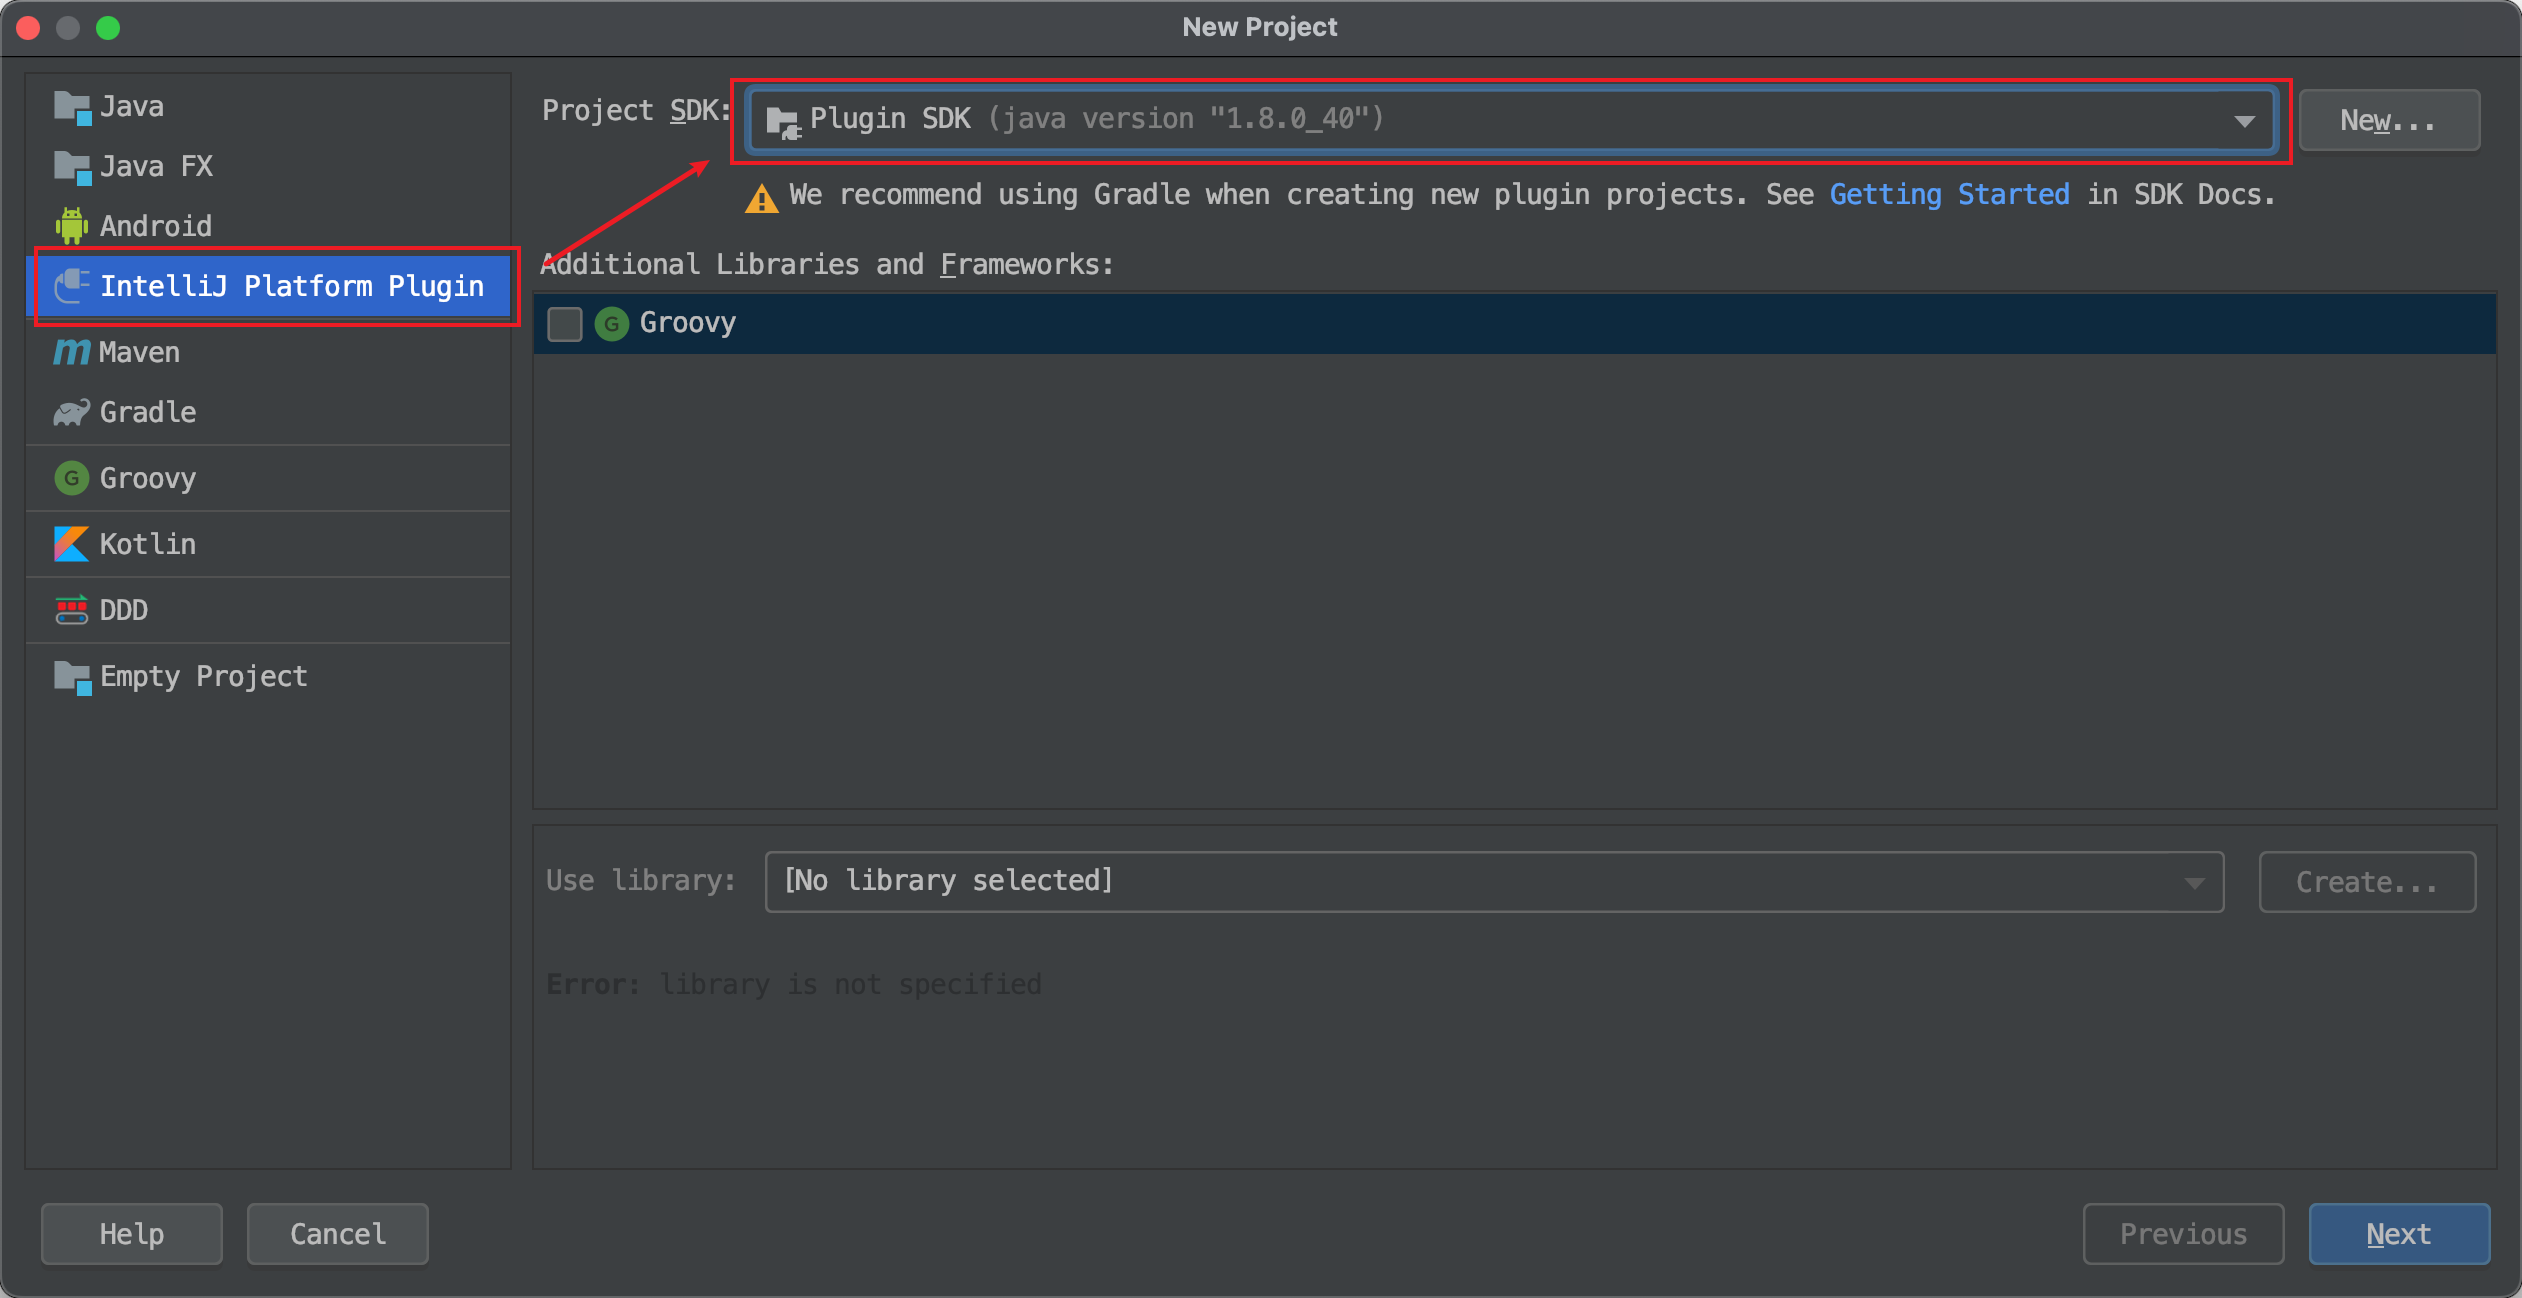 New Project
Java
Java FX
Android
IntelliJ Platform Plugin
Maven
Gradle
Groovy
Kotlin
DDD
Empty Project
Project SDK: Plugin SDK (java version "1.8.0_40") New...
We recommend using Gradle when creating new plugin projects. See Getting Started in SDK Docs.
Additional Libraries and Frameworks:
G Groovy
Use library: [No library selected] Create...
Error: library is not specified
Help Cancel Previous Next